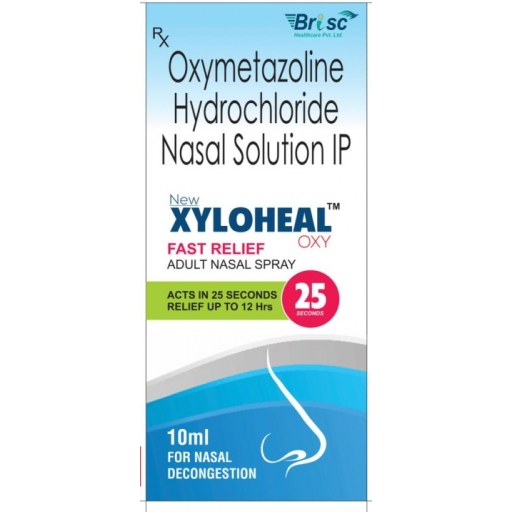 Brisc
Healthcare Pvt. Ltd.
Rx
Oxymetazoline
Hydrochloride
Nasal Solution IP
New
XYLOHEAL™
OXY
FAST RELIEF
ADULT NASAL SPRAY
ACTS IN 25 SECONDS
RELIEF UP TO 12 Hrs
25
SECONDS
10ml
FOR NASAL
DECONGESTION